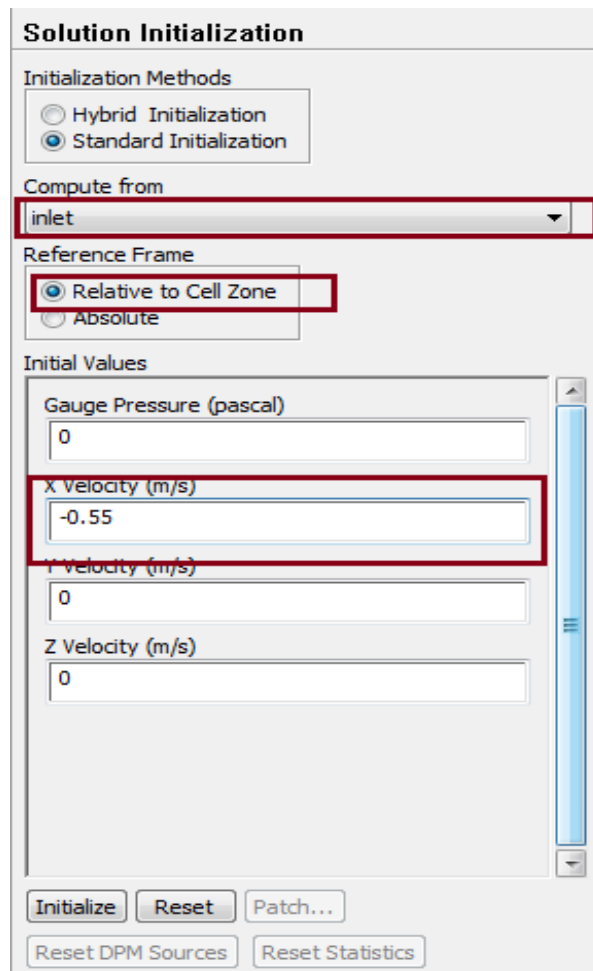 Solution Initialization
Initialization Methods
Hybrid Initialization
Standard Initialization
Compute from
inlet
Reference Frame
Relative to Cell Zone
Absolute
Initial Values
Gauge Pressure (pascal)
0
X Velocity (m/s)
-0.55
Y Velocity (m/s)
0
Z Velocity (m/s)
0
Initialize Reset Patch...
Reset DPM Sources Reset Statistics